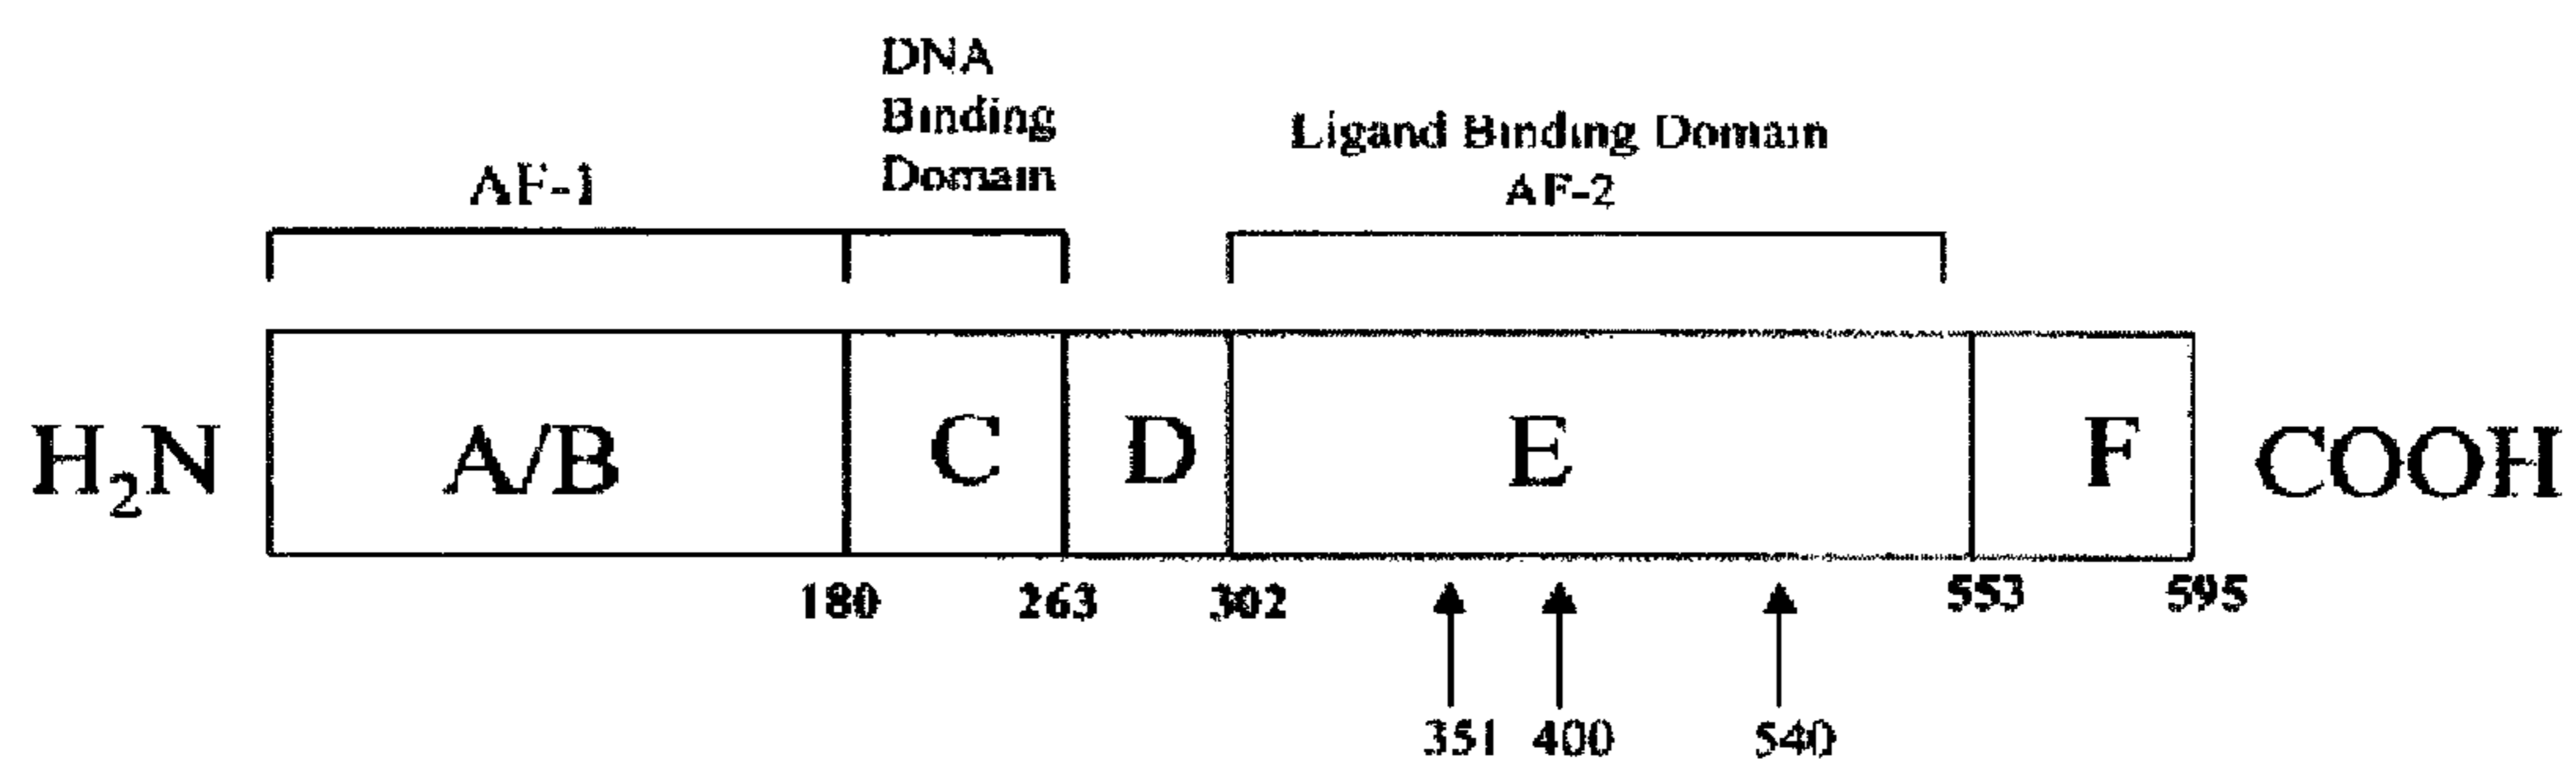 DNA
Binding
Domain
Ligand Binding Domain
AF-1
AF-2
H₂N A/B C D E F COOH
180 263 302 553 595
351 400 540